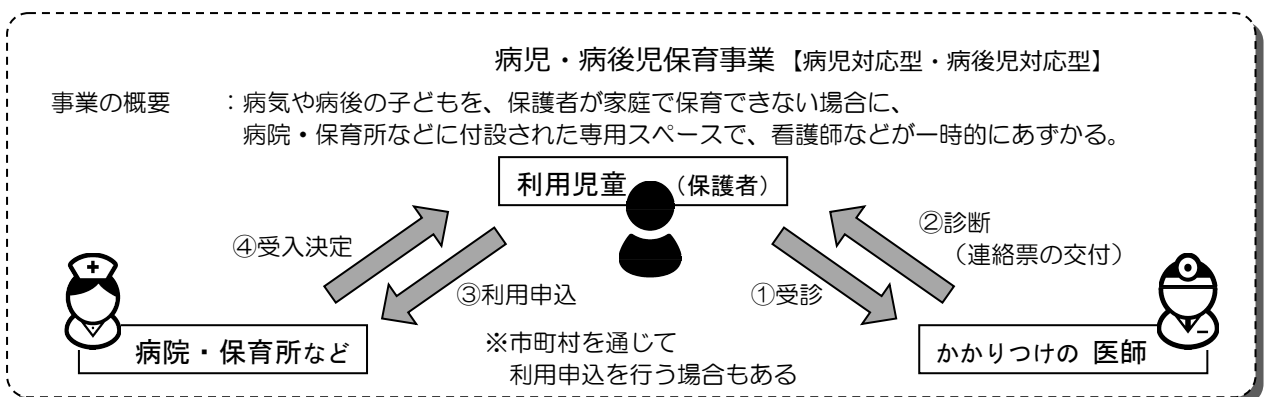 病児・病後児保育事業【病児対応型・病後児対応型】
事業の概要　：病気や病後の子どもを、保護者が家庭で保育できない場合に、
病院・保育所などに付設された専用スペースで、看護師などが一時的にあずかる。
利用児童　（保護者）
④受入決定
②診断
（連絡票の交付）
③利用申込
①受診
病院・保育所など
※市町村を通じて
利用申込を行う場合もある
かかりつけの 医師